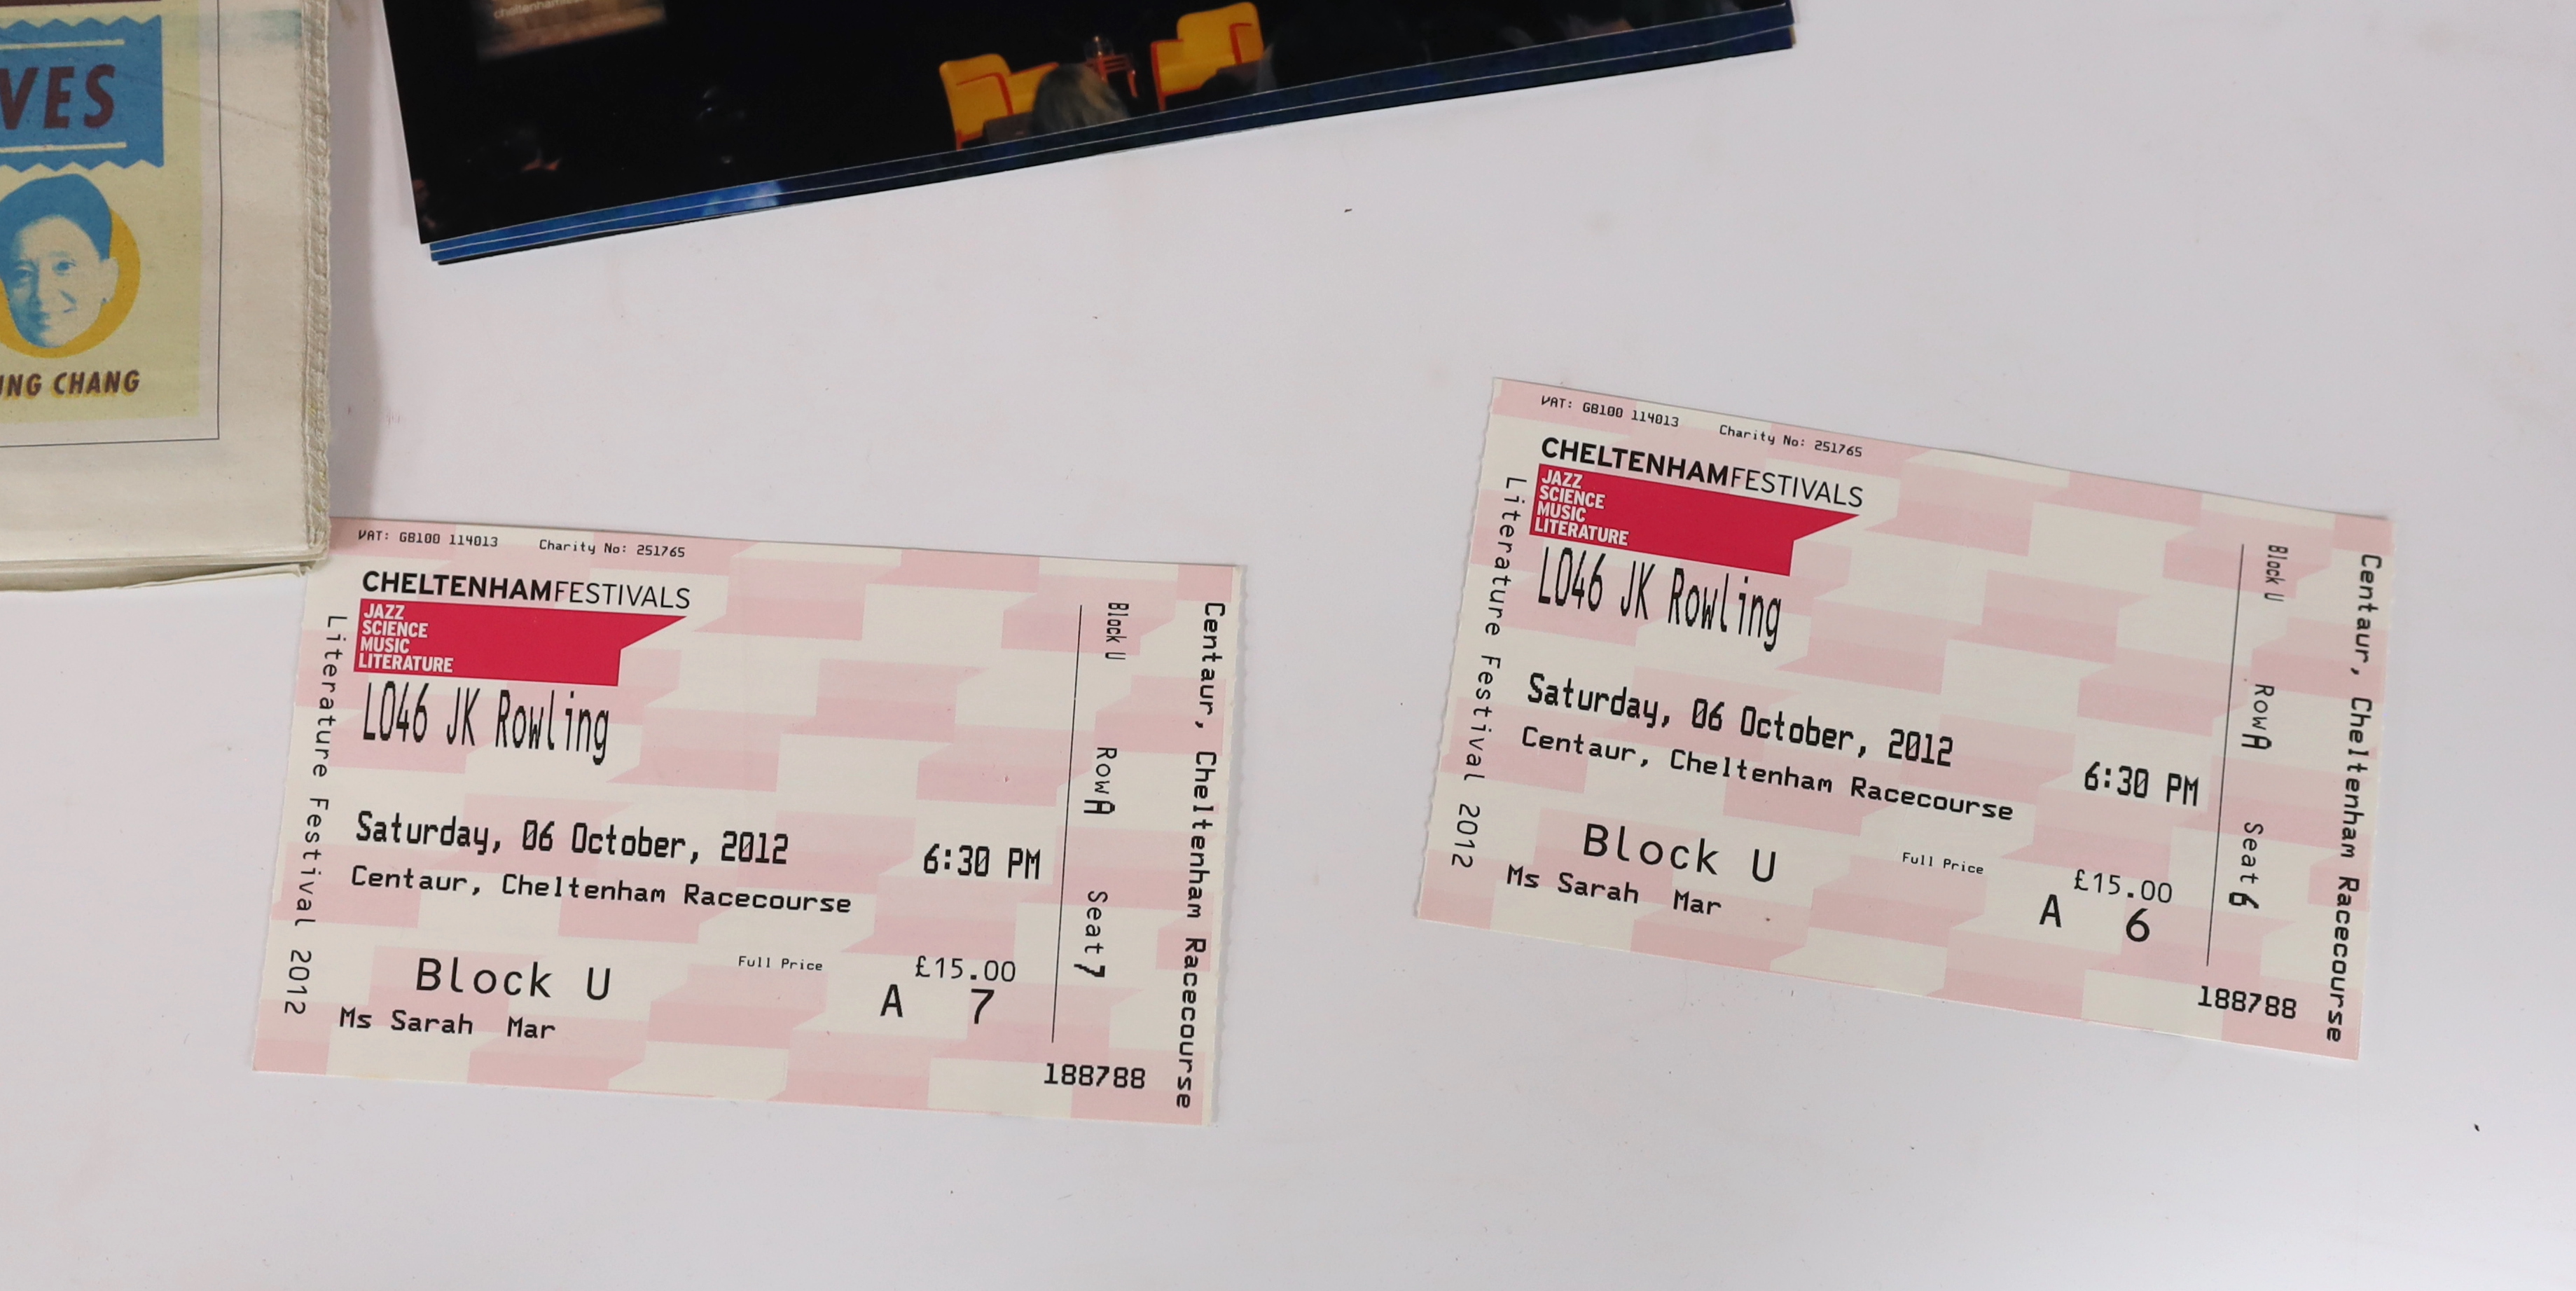 VES
NG CHANG
VAT: GB100 114013 Charity No: 251765
CHELTENHAMFESTIVALS
JAZZ
SCIENCE
MUSIC
LITERATURE
L046 JK Rowling
Saturday, 06 October, 2012 6:30 PM
Centaur, Cheltenham Racecourse
Block U Full Price £15.00
A 7
Ms Sarah Mar
188788
Literature Festival 2012
Block U Row A Seat 7
Centaur, Cheltenham Racecourse
VAT: GB100 114013 Charity No: 251765
CHELTENHAMFESTIVALS
JAZZ
SCIENCE
MUSIC
LITERATURE
L046 JK Rowling
Saturday, 06 October, 2012 6:30 PM
Centaur, Cheltenham Racecourse
Block U Full Price £15.00
A 6
Ms Sarah Mar
188788
Literature Festival 2012
Block U Row A Seat 6
Centaur, Cheltenham Racecourse